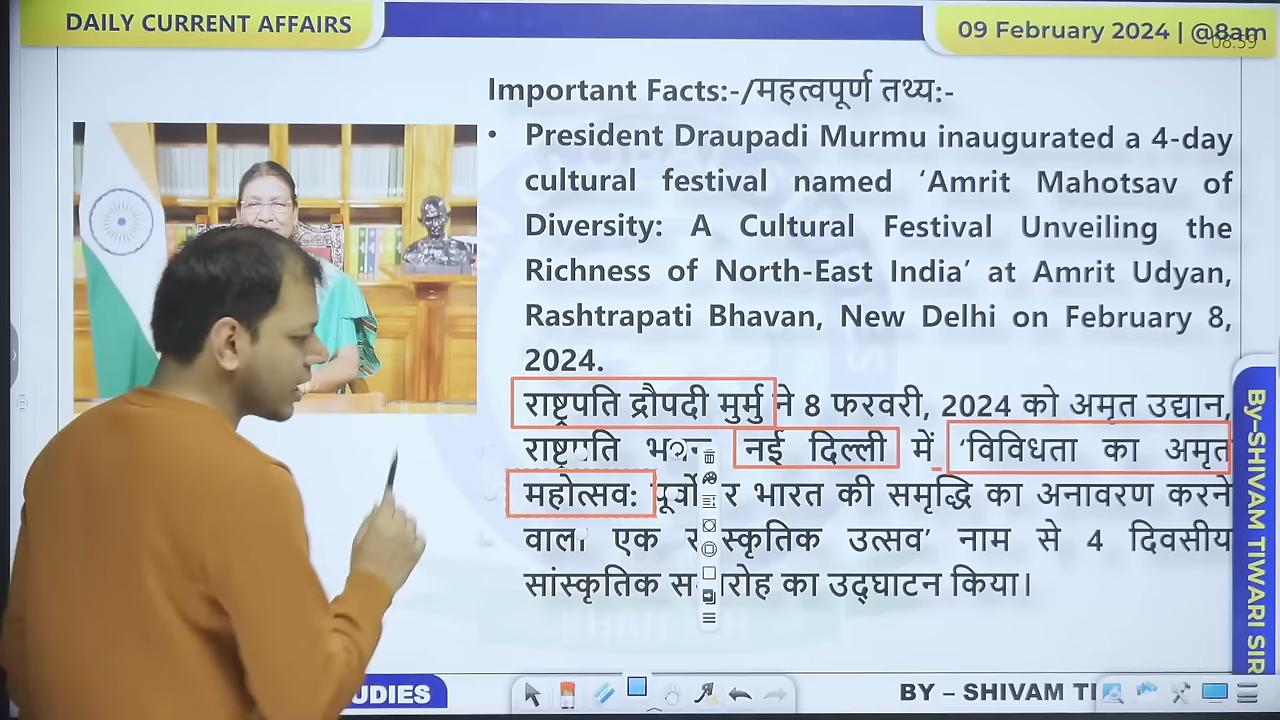 DAILY CURRENT AFFAIRS
09 February 2024 | @8am
08:59
Important Facts:-/महत्वपूर्ण तथ्य:-
• President Draupadi Murmu inaugurated a 4-day
cultural festival named ‘Amrit Mahotsav of
Diversity: A Cultural Festival Unveiling the
Richness of North-East India’ at Amrit Udyan,
Rashtrapati Bhavan, New Delhi on February 8,
2024.
राष्ट्रपति द्रौपदी मुर्मु ने 8 फरवरी, 2024 को अमृत उद्यान,
नई दिल्ली में ‘विविधता का अमृत
महोत्सव: भारत की समृद्धि का अनावरण करने
एक उत्सव’ नाम से 4 दिवसीय
सांस्कृतिक का उद्घाटन किया।
By–SHIVAM TIWARI SIR
UDIES
BY – SHIVAM TI